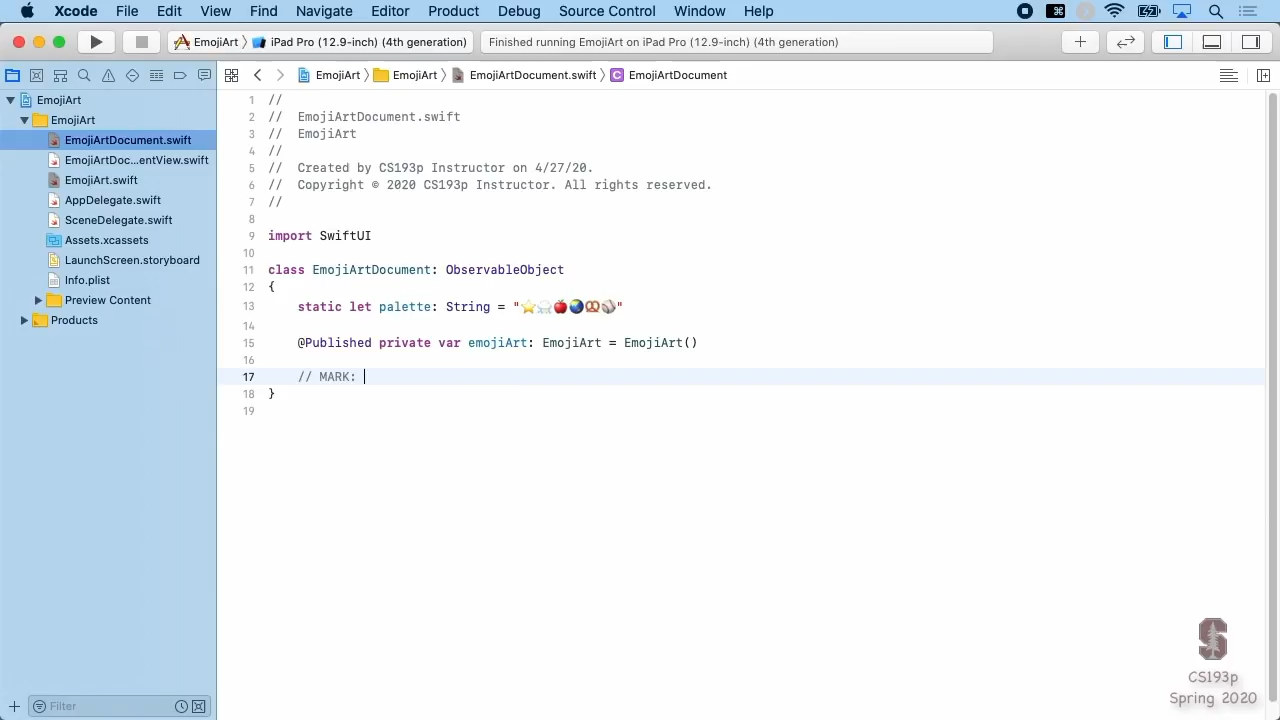 Xcode File Edit View Find Navigate Editor Product Debug Source Control Window Help
EmojiArt iPad Pro (12.9-inch) (4th generation) Finished running EmojiArt on iPad Pro (12.9-inch) (4th generation)
EmojiArt EmojiArt EmojiArtDocument.swift C EmojiArtDocument
EmojiArt
EmojiArt
EmojiArtDocument.swift
EmojiArtDoc...entView.swift
EmojiArt.swift
AppDelegate.swift
SceneDelegate.swift
Assets.xcassets
LaunchScreen.storyboard
Info.plist
Preview Content
Products
Filter
1 //
2 // EmojiArtDocument.swift
3 // EmojiArt
4 //
5 // Created by CS193p Instructor on 4/27/20.
6 // Copyright © 2020 CS193p Instructor. All rights reserved.
7 //
8
9 import SwiftUI
10
11 class EmojiArtDocument: ObservableObject
12 {
13 static let palette: String = "⭐️🌧🍎🌏🥨⚾️"
14
15 @Published private var emojiArt: EmojiArt = EmojiArt()
16
17 // MARK:
18 }
19
S
CS193p
Spring 2020